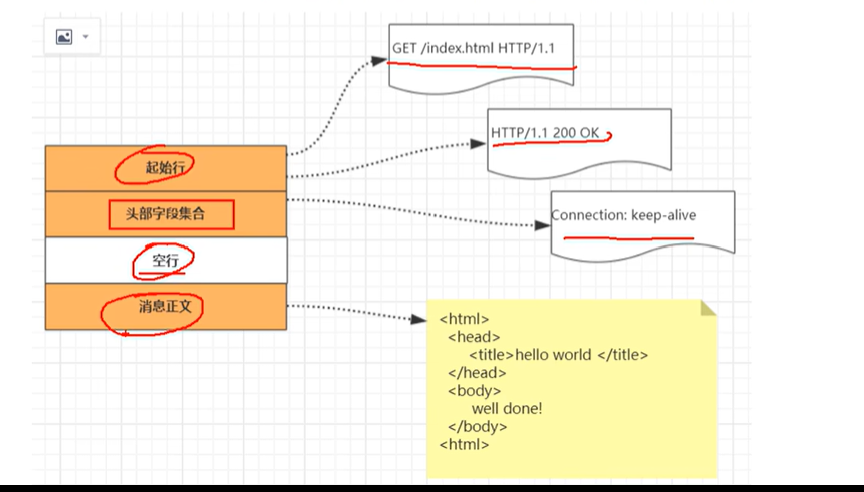 GET /index.html HTTP/1.1
HTTP/1.1 200 OK
起始行
头部字段集合
Connection: keep-alive
空行
消息正文
<html>
<head>
<title>hello world </title>
</head>
<body>
well done!
</body>
<html>